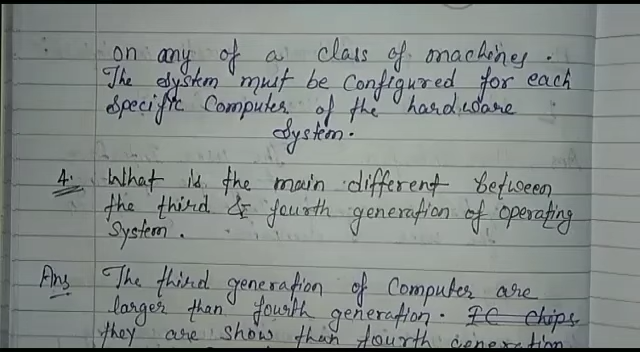 on any of a class of machines.
The system must be Configured for each
specific Computer of the hardware
System.
4. What is the main different between
the third & fourth generation of operating
System.
Ans The third generation of Computer are
larger than fourth generation. IC Chips
they are show than fourth generation